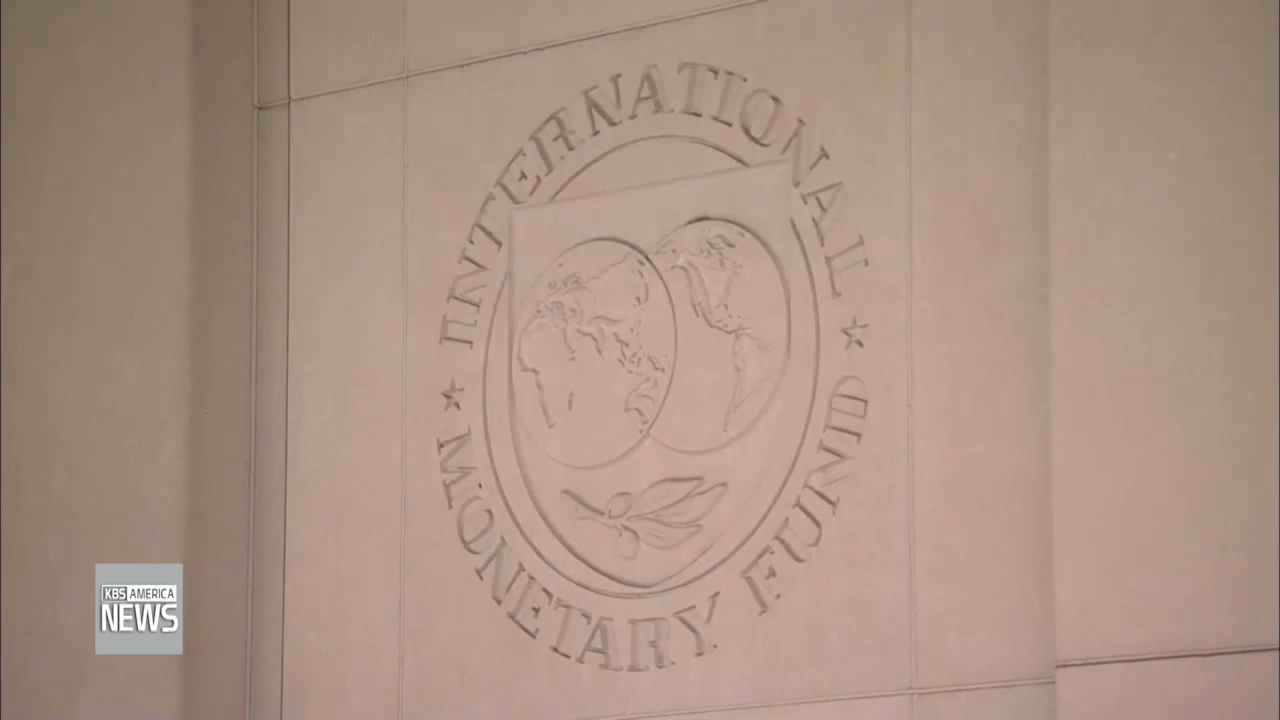 INTERNATIONAL
★ MONETARY FUND ★
KBS AMERICA
NEWS